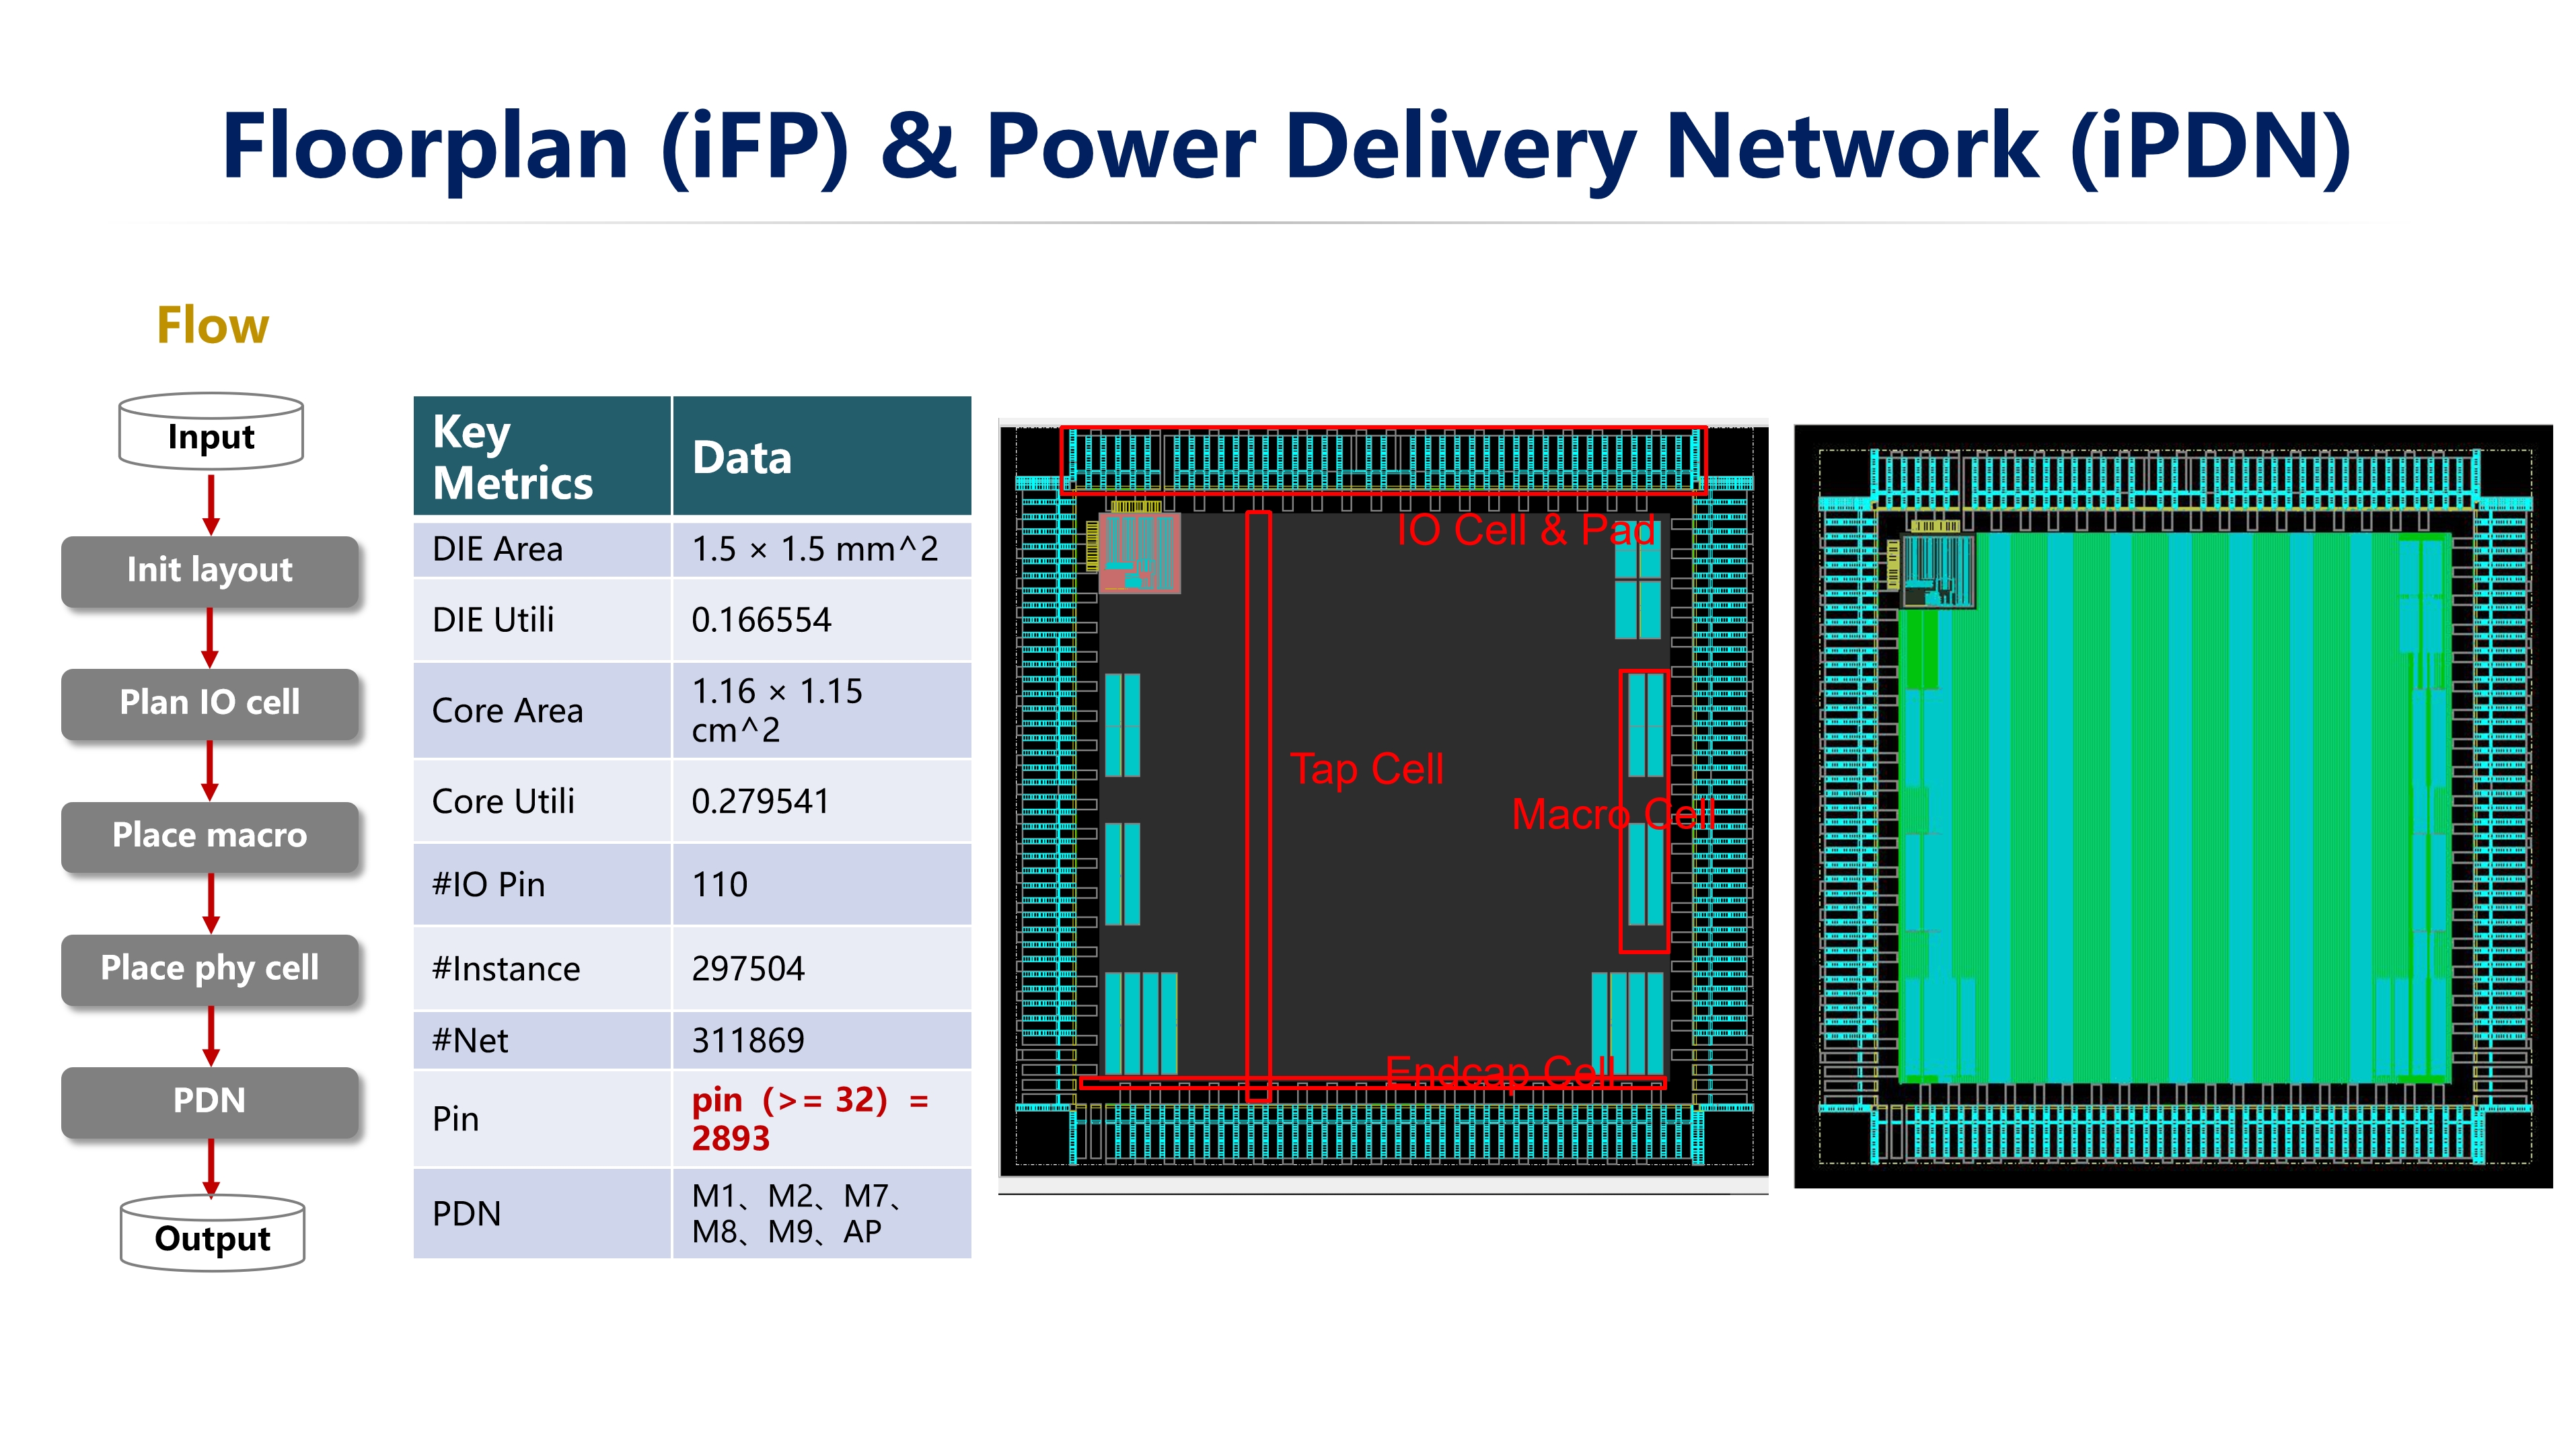 Floorplan (iFP) & Power Delivery Network (iPDN)
Flow
Input
Init layout
Plan IO cell
Place macro
Place phy cell
PDN
Output
Key
Metrics
Data
DIE Area
1.5 × 1.5 mm^2
DIE Utili
0.166554
Core Area
1.16 × 1.15
cm^2
Core Utili
0.279541
#IO Pin
110
#Instance
297504
#Net
311869
Pin
pin（>= 32）=
2893
PDN
M1、M2、M7、
M8、M9、AP
IO Cell & Pad
Tap Cell
Macro Cell
Endcap Cell